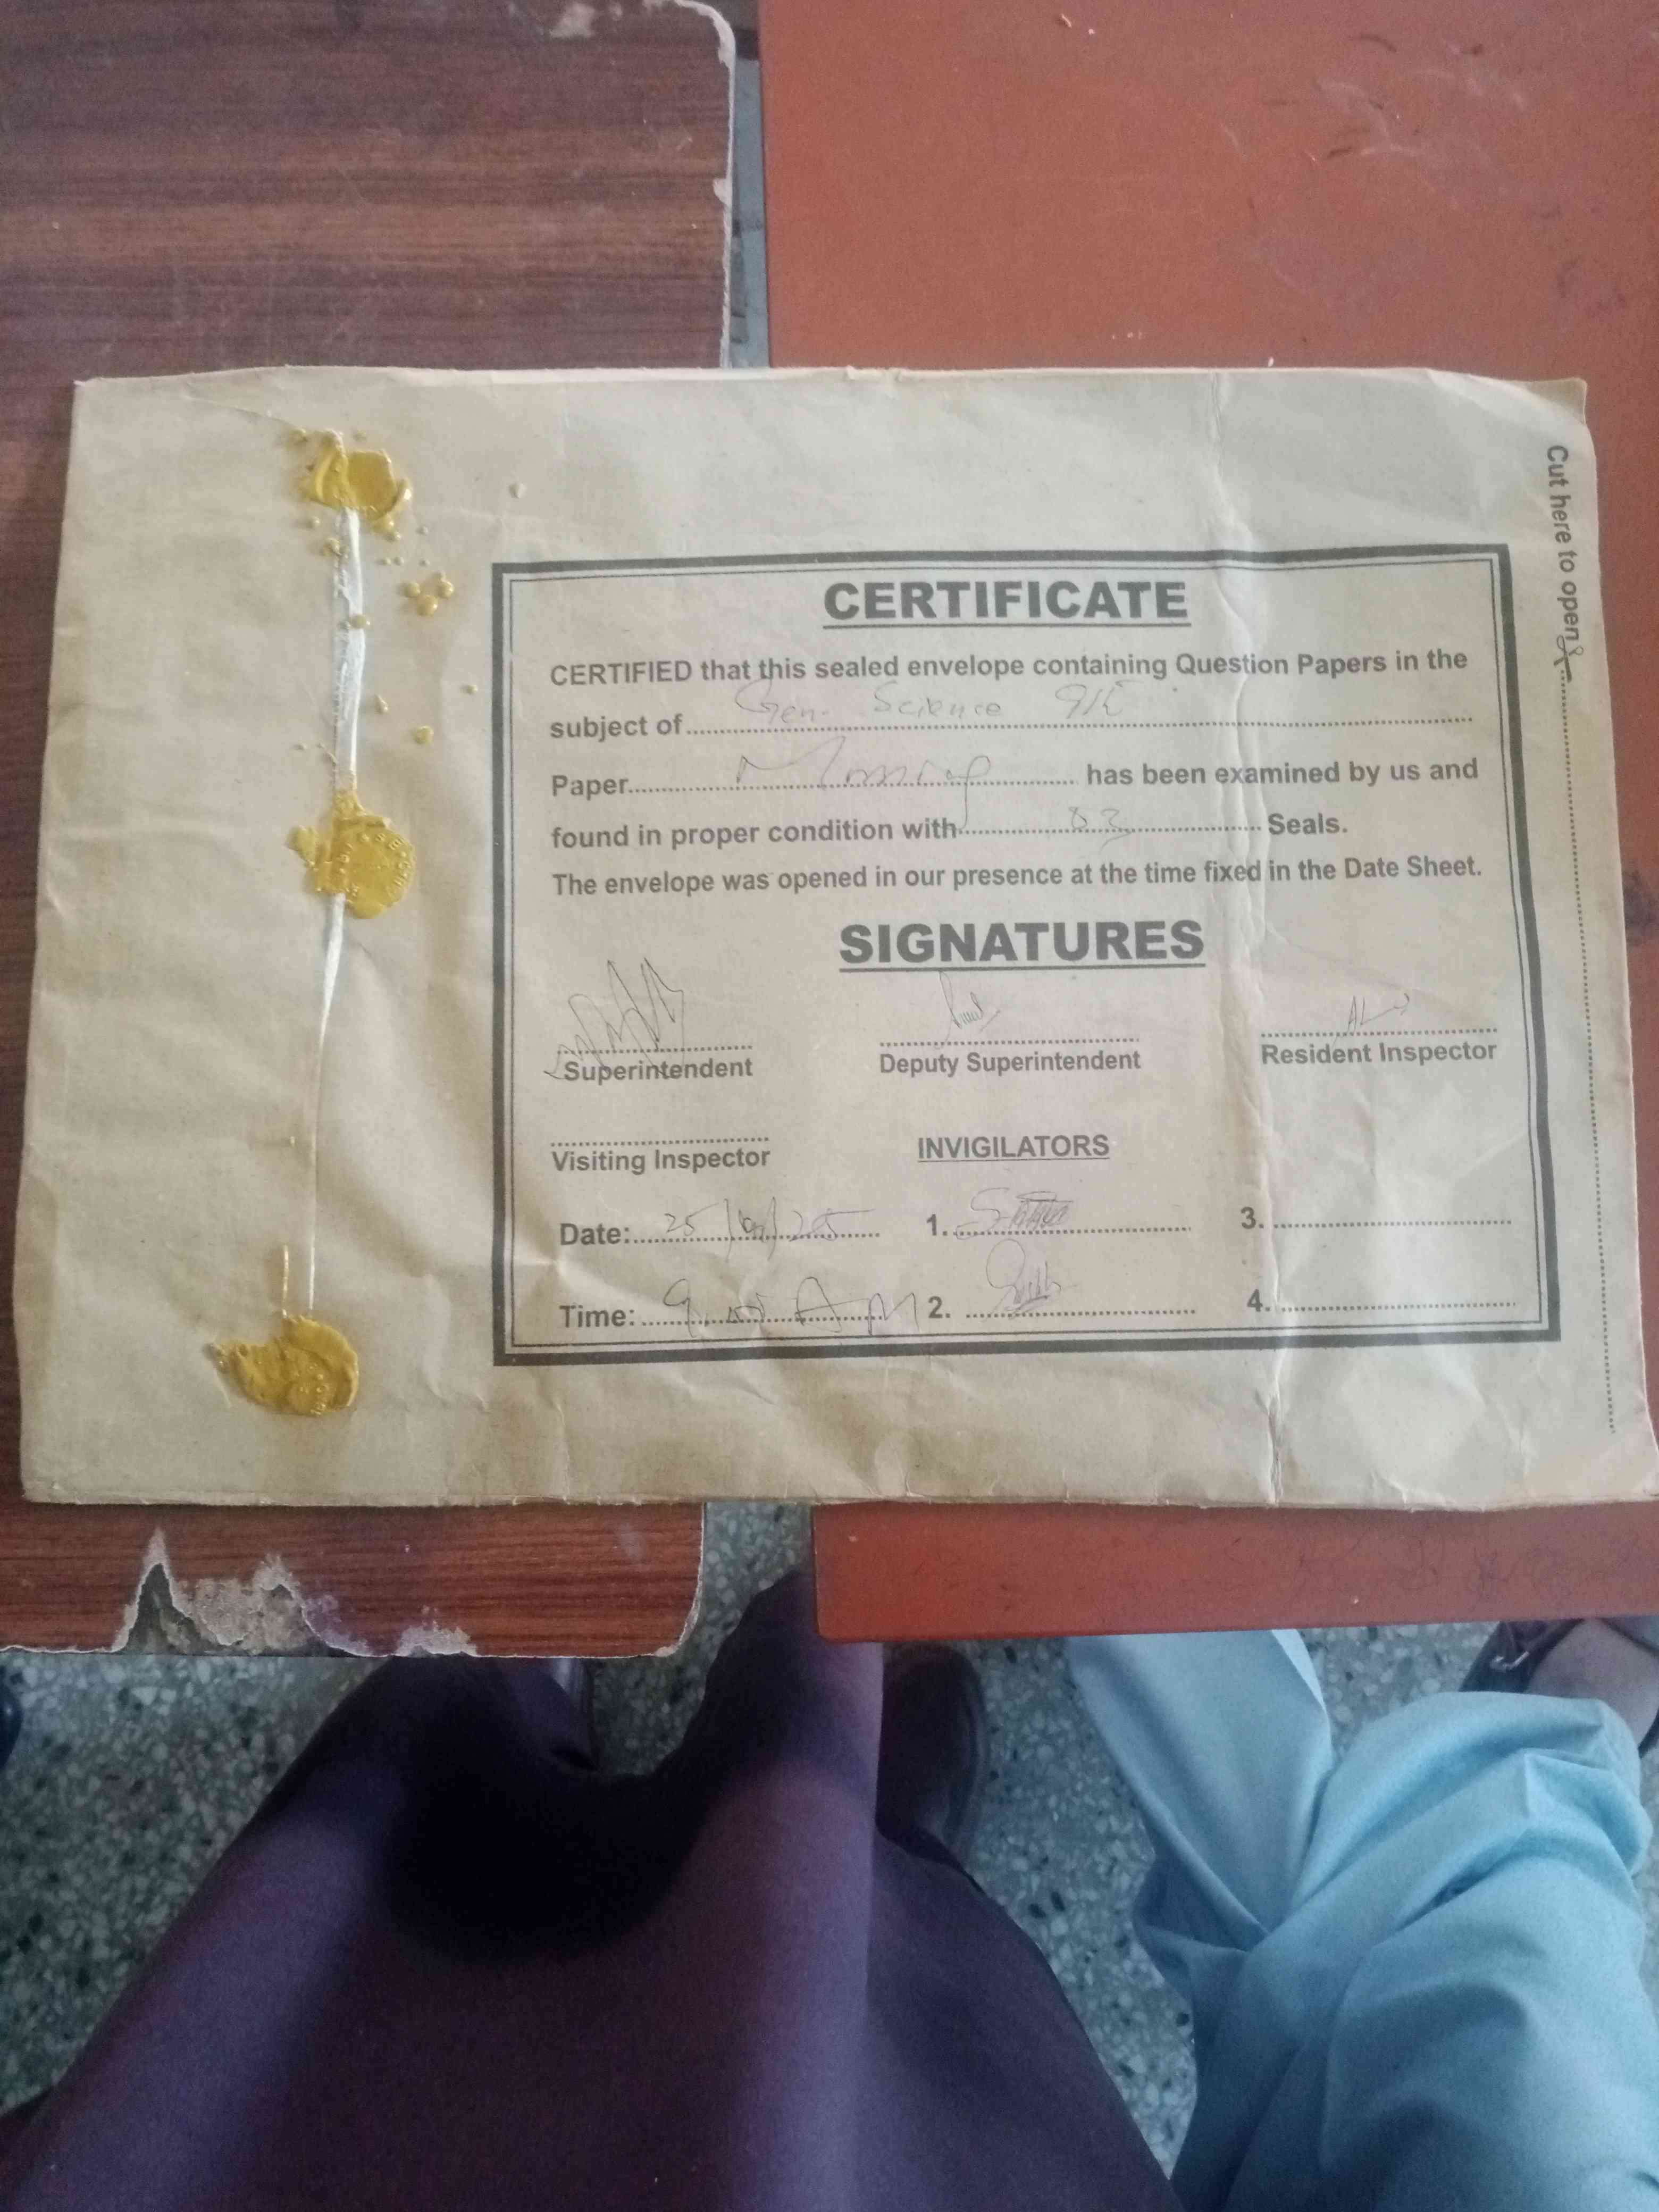 CERTIFICATE
CERTIFIED that this sealed envelope containing Question Papers in the
subject of Gen. Science
Paper has been examined by us and
found in proper condition with 03 Seals.
The envelope was opened in our presence at the time fixed in the Date Sheet.
SIGNATURES
Superintendent Deputy Superintendent Resident Inspector
Visiting Inspector INVIGILATORS
Date: 1. 3.
Time: AM 2. 4.
Cut here to open